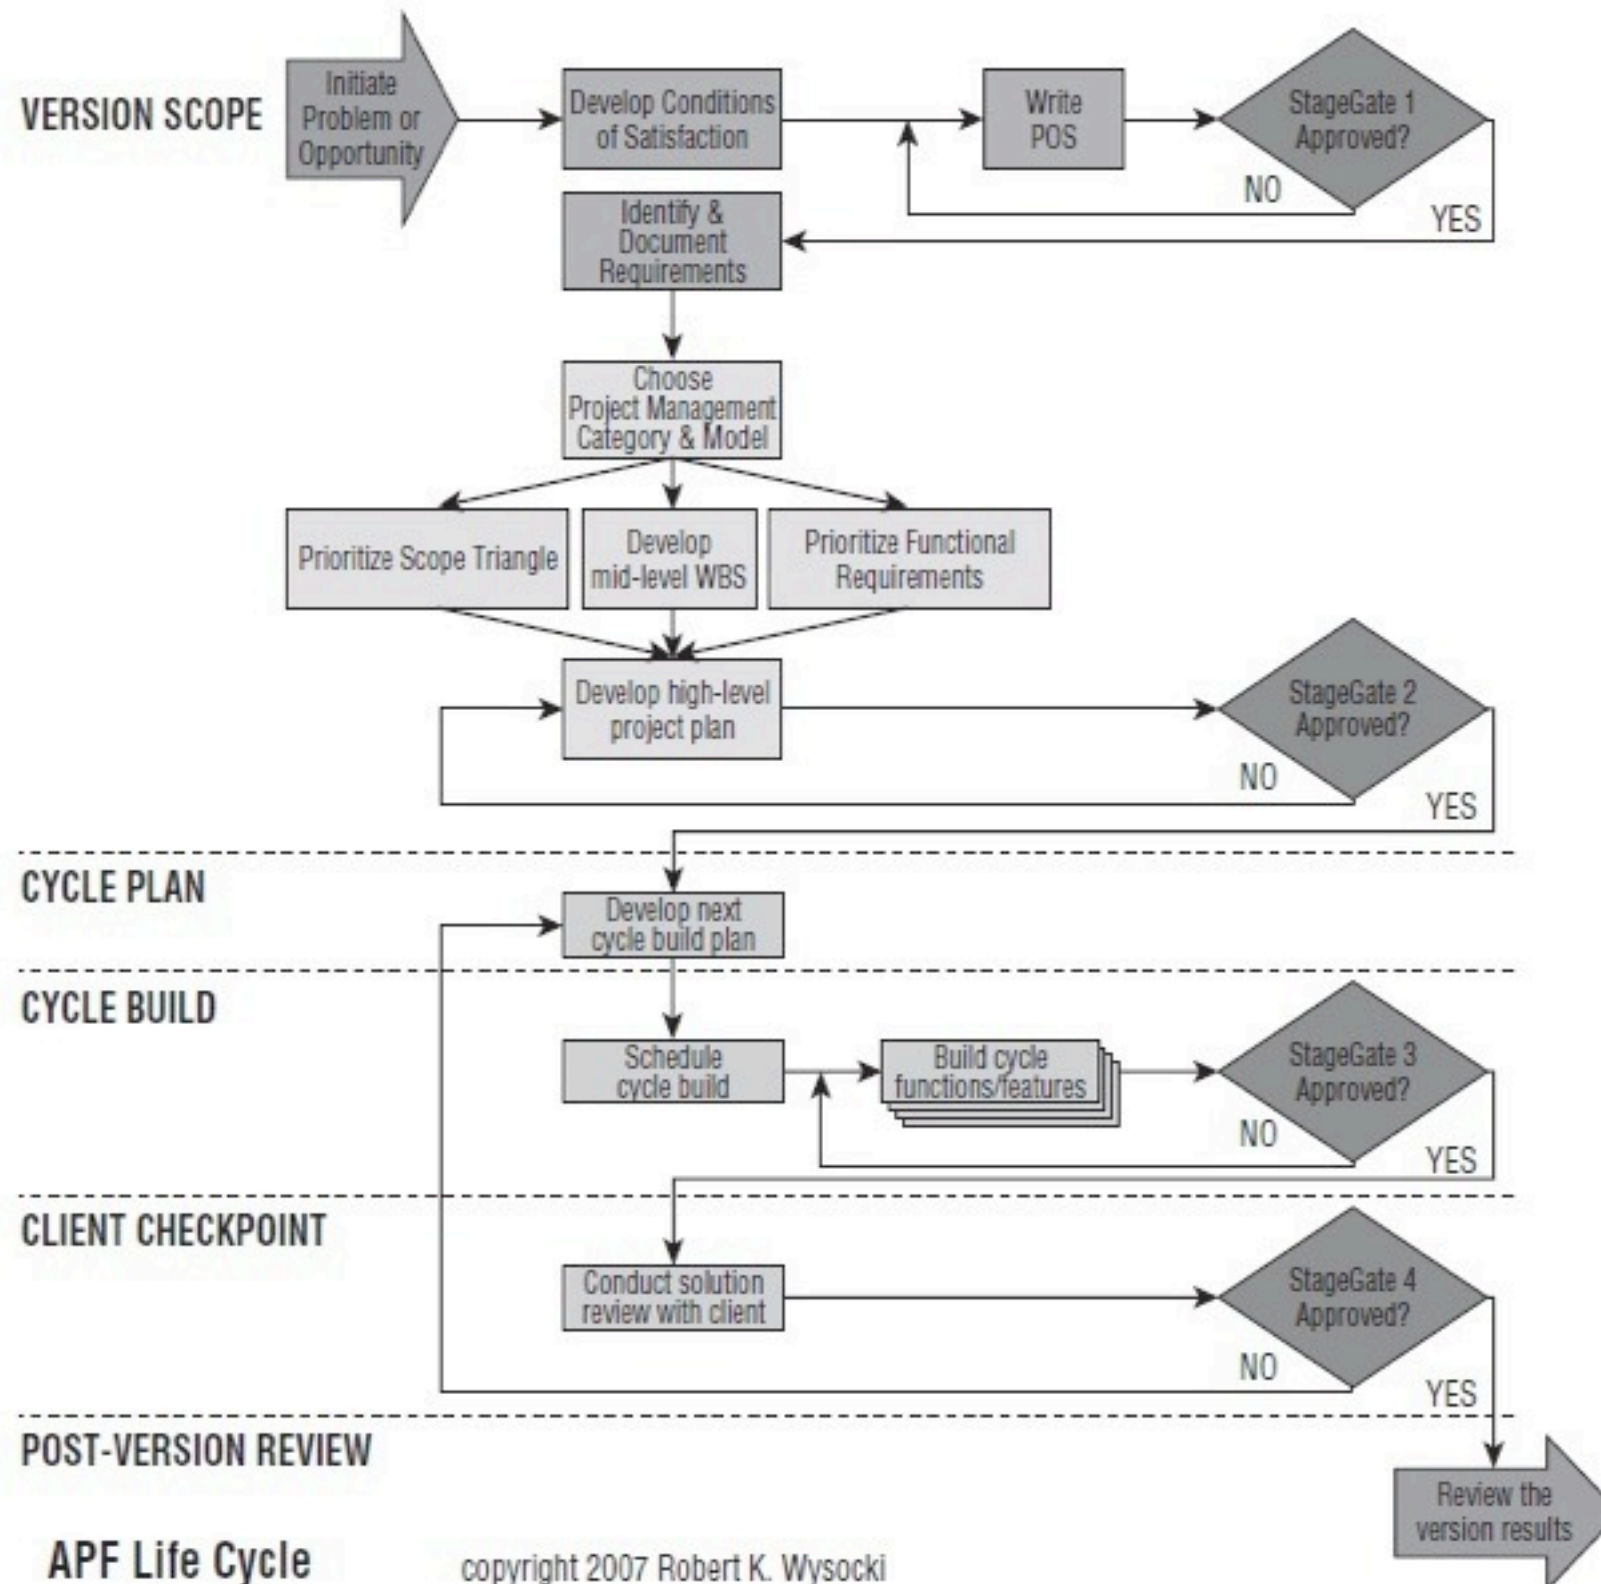 VERSION SCOPE
Initiate
Problem or
Opportunity
Develop Conditions
of Satisfaction
Write
POS
StageGate 1
Approved?
NO
YES
Identify &
Document
Requirements
Choose
Project Management
Category & Model
Prioritize Scope Triangle
Develop
mid-level WBS
Prioritize Functional
Requirements
Develop high-level
project plan
StageGate 2
Approved?
NO
YES
CYCLE PLAN
Develop next
cycle build plan
CYCLE BUILD
Schedule
cycle build
Build cycle
functions/features
StageGate 3
Approved?
NO
YES
CLIENT CHECKPOINT
Conduct solution
review with client
StageGate 4
Approved?
NO
YES
POST-VERSION REVIEW
Review the
version results
APF Life Cycle
copyright 2007 Robert K. Wysocki